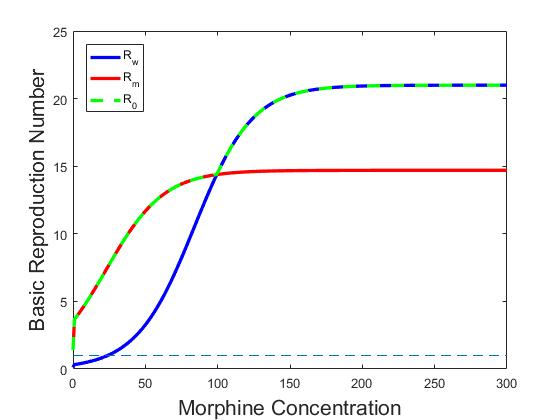 25
20
15
10
5
0
Basic Reproduction Number
R_w
R_m
R_0
0 50 100 150 200 250 300
Morphine Concentration